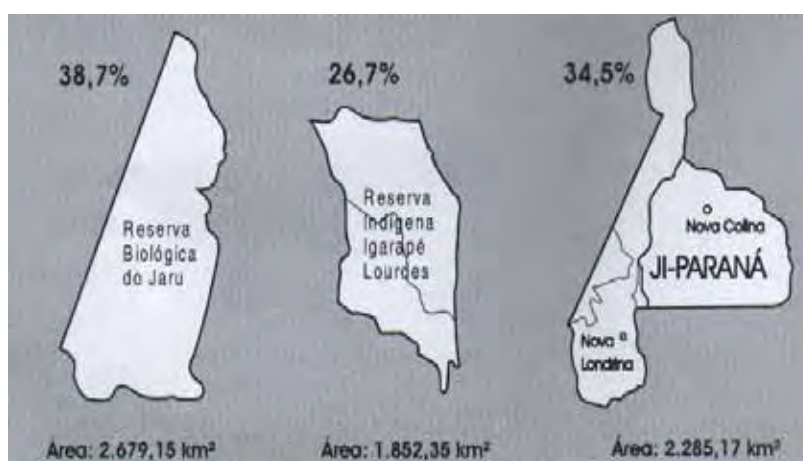 38,7%
Reserva
Biológica
do Jaru
Área: 2.679,15 km²
26,7%
Reserva
Indígena
Igarapé
Lourdes
Área: 1.852,35 km²
34,5%
Nova Colina
JI-PARANÁ
Nova
Londrina
Área: 2.285,17 km²